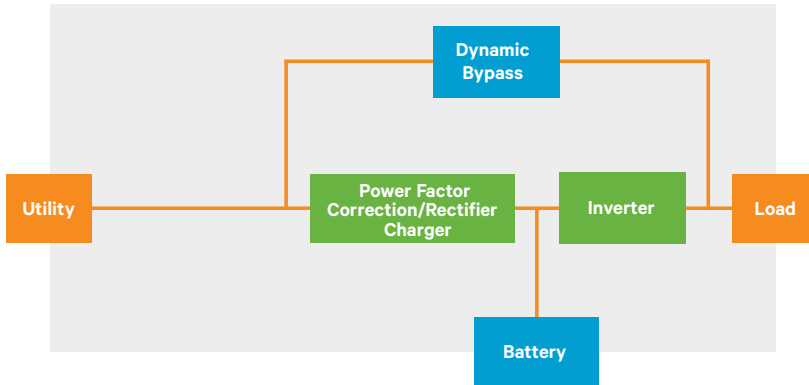 Dynamic
Bypass
Utility
Power Factor
Correction/Rectifier
Charger
Inverter
Load
Battery